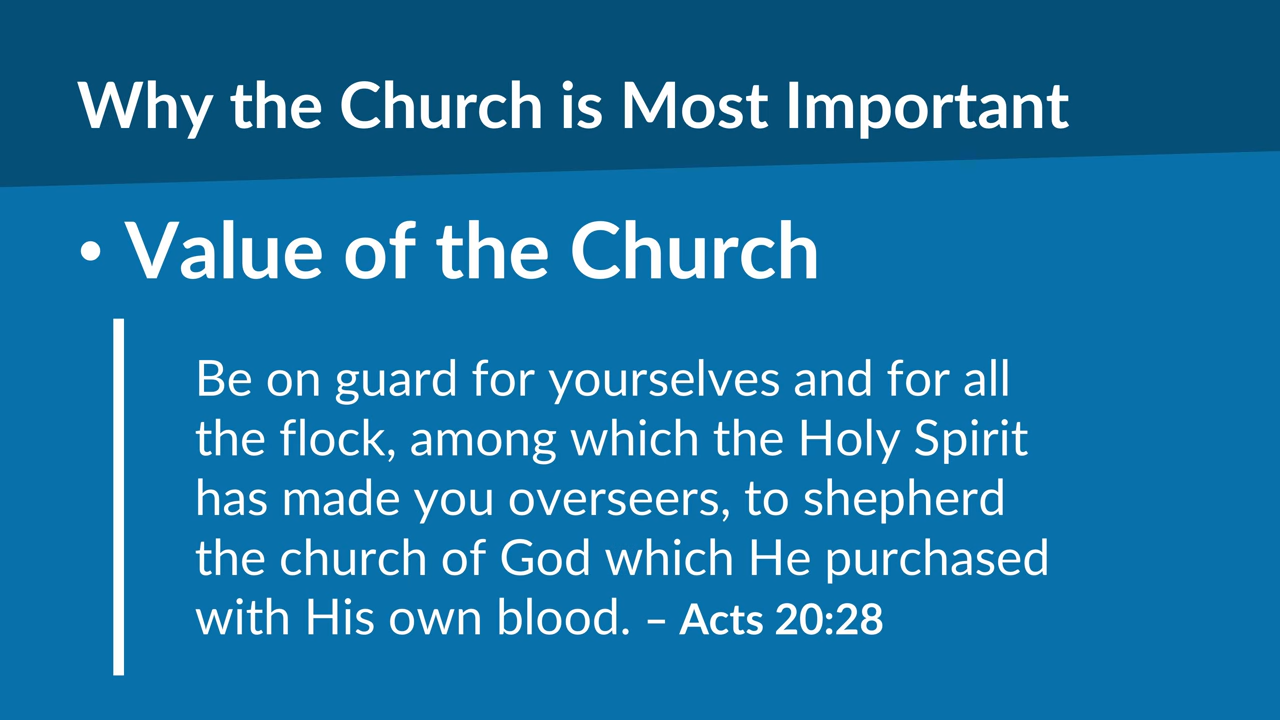 Why the Church is Most Important
• Value of the Church
Be on guard for yourselves and for all
the flock, among which the Holy Spirit
has made you overseers, to shepherd
the church of God which He purchased
with His own blood. – Acts 20:28